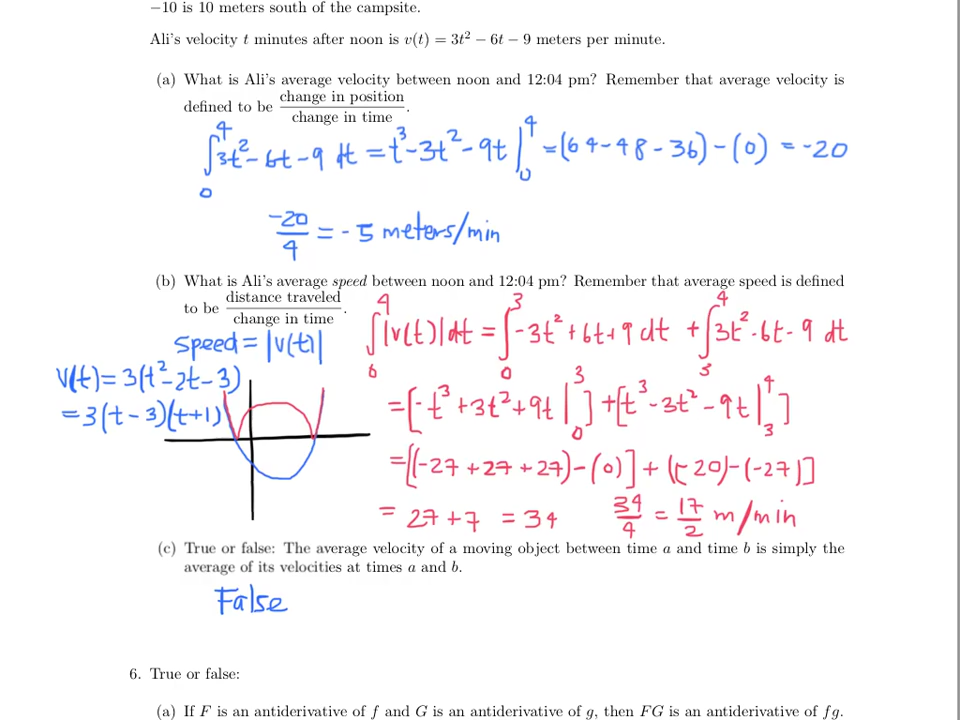 −10 is 10 meters south of the campsite.
Ali's velocity t minutes after noon is v(t) = 3t² − 6t − 9 meters per minute.
(a) What is Ali's average velocity between noon and 12:04 pm? Remember that average velocity is
defined to be change in position / change in time.
∫₀⁴ 3t² - 6t - 9 dt = t³ - 3t² - 9t |₀⁴ = (64 - 48 - 36) - (0) = -20
-20/4 = -5 meters/min
(b) What is Ali's average speed between noon and 12:04 pm? Remember that average speed is defined
to be distance traveled / change in time.
speed = |v(t)|
v(t) = 3(t² - 2t - 3)
= 3(t - 3)(t + 1)
∫₀⁴ |v(t)| dt = ∫₀³ -3t² + 6t + 9 dt + ∫₃⁴ 3t² - 6t - 9 dt
= [-t³ + 3t² + 9t |₀³] + [t³ - 3t² - 9t |₃⁴]
= [(-27 + 27 + 27) - (0)] + [(-20) - (-27)]
= 27 + 7 = 34 34/4 = 17/2 m/min
(c) True or false: The average velocity of a moving object between time a and time b is simply the
average of its velocities at times a and b.
False
6. True or false:
(a) If F is an antiderivative of f and G is an antiderivative of g, then FG is an antiderivative of fg.